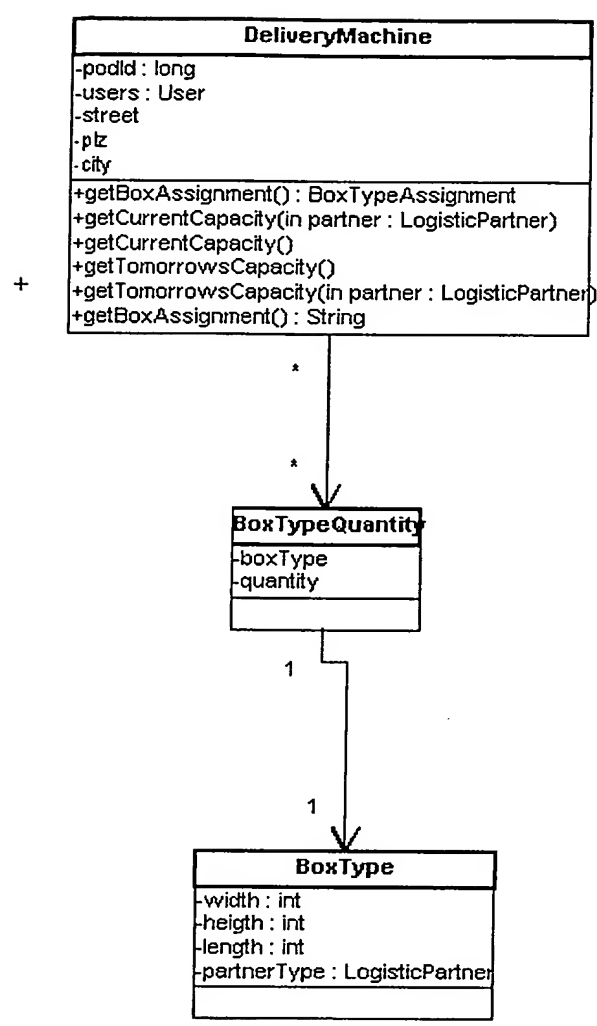 DeliveryMachine
-podId : long
-users : User
-street
-plz
-city
+getBoxAssignment() : BoxTypeAssignment
+getCurrentCapacity(in partner : LogisticPartner)
+getCurrentCapacity()
+getTomorrowsCapacity()
+
+getTomorrowsCapacity(in partner : LogisticPartner)
+getBoxAssignment() : String
*
*
BoxTypeQuantity
-boxType
-quantity
1
1
BoxType
-width : int
-heigth : int
-length : int
-partnerType : LogisticPartner